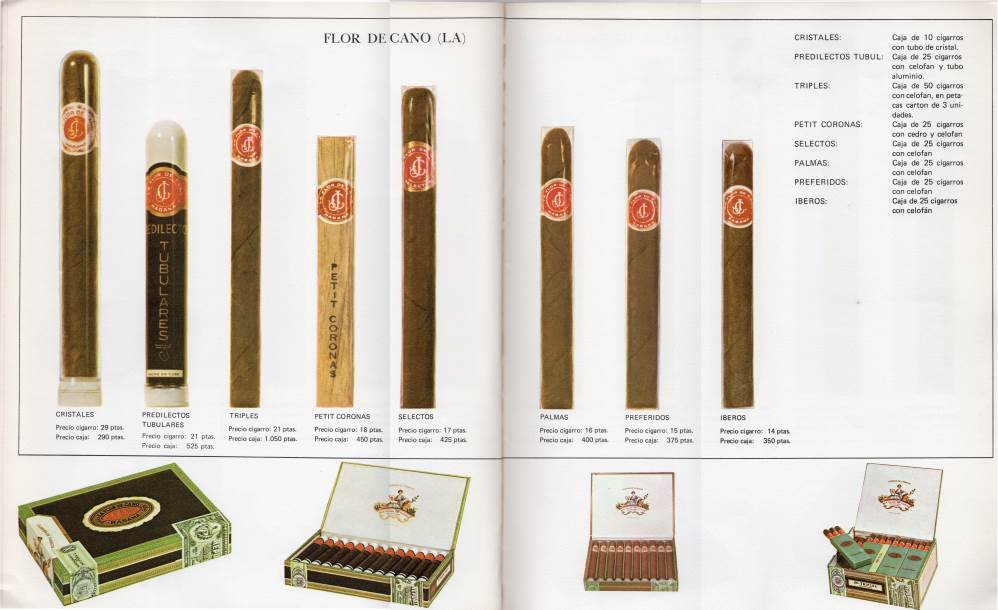 FLOR DE CANO (LA)
CRISTALES: Caja de 10 cigarros
con tubo de cristal.
PREDILECTOS TUBUL: Caja de 25 cigarros
con celofan y tubo
aluminio.
TRIPLES: Caja de 50 cigarros
con celofan, en peta-
cas carton de 3 uni-
dades.
PETIT CORONAS: Caja de 25 cigarros
con cedro y celofan
SELECTOS: Caja de 25 cigarros
con celofan
PALMAS: Caja de 25 cigarros
con celofan
PREFERIDOS: Caja de 25 cigarros
con celofan
IBEROS: Caja de 25 cigarros
con celofán
EDILECTO
TUBULARES
PETIT CORONAS
CRISTALES
Precio cigarro: 29 ptas.
Precio caja: 290 ptas.
PREDILECTOS
TUBULARES
Precio cigarro: 21 ptas.
Precio caja: 525 ptas.
TRIPLES
Precio cigarro: 21 ptas.
Precio caja: 1.050 ptas.
PETIT CORONAS
Precio cigarro: 18 ptas.
Precio caja: 450 ptas.
SELECTOS
Precio cigarro: 17 ptas.
Precio caja: 425 ptas.
PALMAS
Precio cigarro: 16 ptas.
Precio caja: 400 ptas.
PREFERIDOS
Precio cigarro: 15 ptas.
Precio caja: 375 ptas.
IBEROS
Precio cigarro: 14 ptas.
Precio caja: 350 ptas.